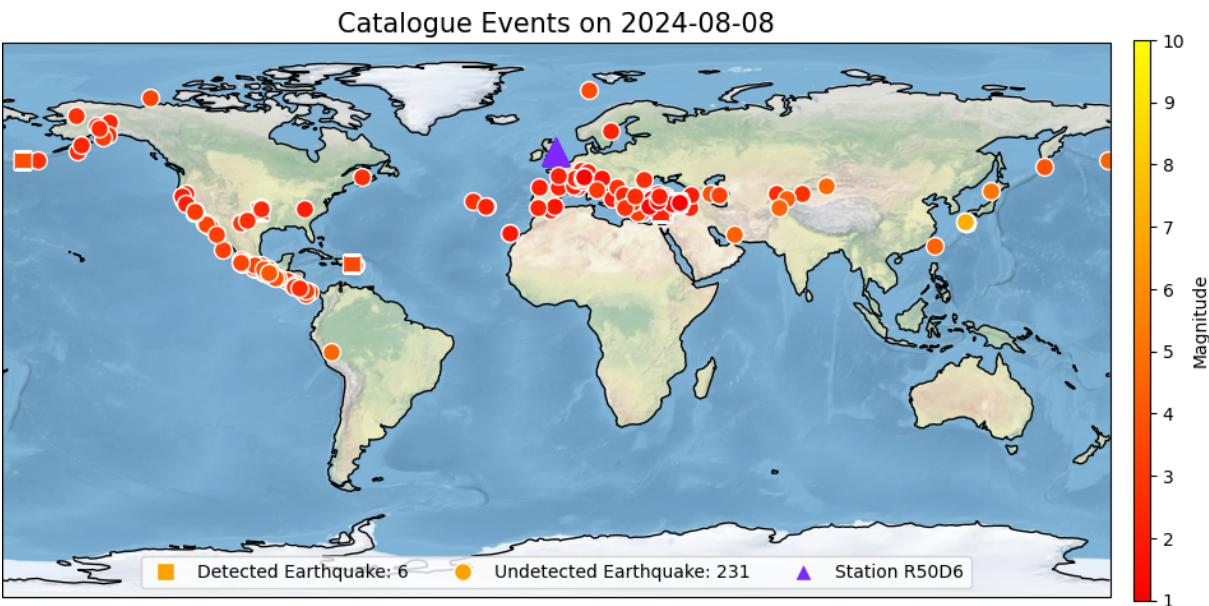 Catalogue Events on 2024-08-08
10
9
8
7
6
5
4
3
2
1
Magnitude
Detected Earthquake: 6
Undetected Earthquake: 231
Station R50D6